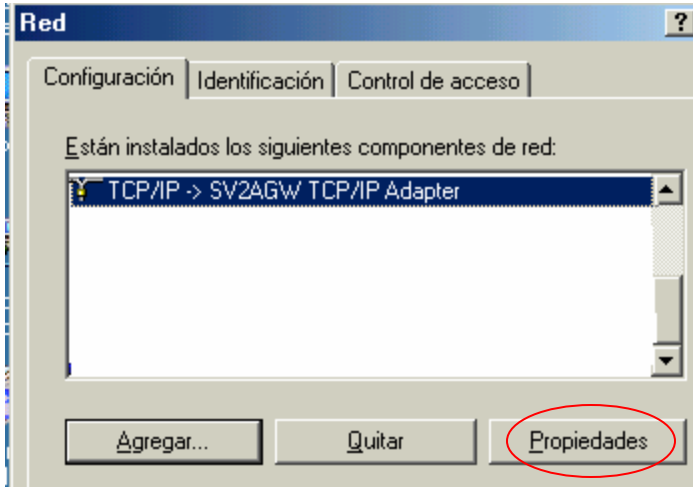 Red ?
Configuración Identificación Control de acceso
Están instalados los siguientes componentes de red:
TCP/IP -> SV2AGW TCP/IP Adapter
Agregar... Quitar Propiedades